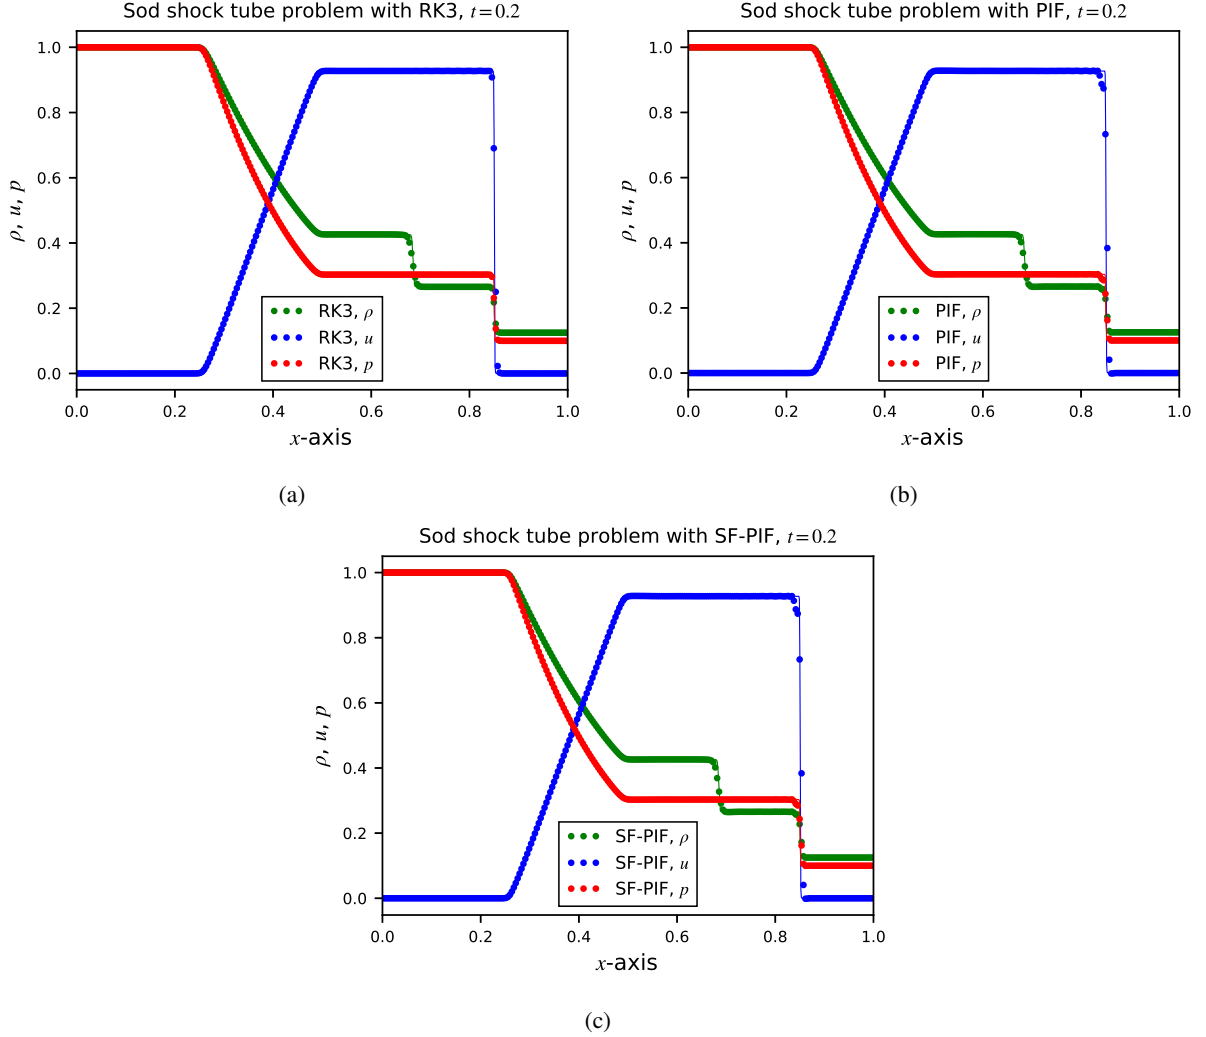 Sod shock tube problem with RK3, t = 0.2
1.0
0.8
0.6
0.4
0.2
0.0
ρ, u, p
RK3, ρ
RK3, u
RK3, p
0.0 0.2 0.4 0.6 0.8 1.0
x-axis
(a)
Sod shock tube problem with PIF, t = 0.2
1.0
0.8
0.6
0.4
0.2
0.0
ρ, u, p
PIF, ρ
PIF, u
PIF, p
0.0 0.2 0.4 0.6 0.8 1.0
x-axis
(b)
Sod shock tube problem with SF-PIF, t = 0.2
1.0
0.8
0.6
0.4
0.2
0.0
ρ, u, p
SF-PIF, ρ
SF-PIF, u
SF-PIF, p
0.0 0.2 0.4 0.6 0.8 1.0
x-axis
(c)